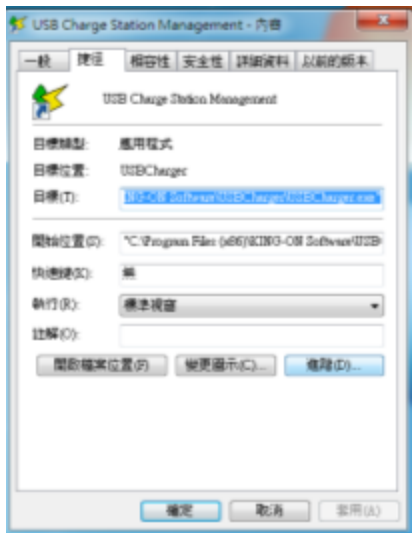 USB Charge Station Management - 內容
一般 捷徑 相容性 安全性 詳細資料 以前的版本
USB Charge Station Management
目標類型: 應用程式
目標位置: USBCharger
目標(T): ING-ON Software\USBCharger\USBCharger.exe"
開始位置(S): "C:\Program Files (x86)\KING-ON Software\USB
快速鍵(K): 無
執行(R): 標準視窗
註解(O):
開啟檔案位置(F) 變更圖示(C)... 進階(D)...
確定 取消 套用(A)